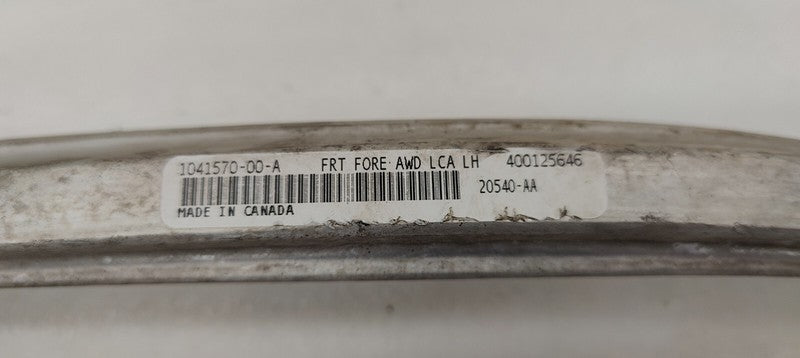 1041570-00-A FRT FORE AWD LCA LH 400125646
20540-AA
MADE IN CANADA